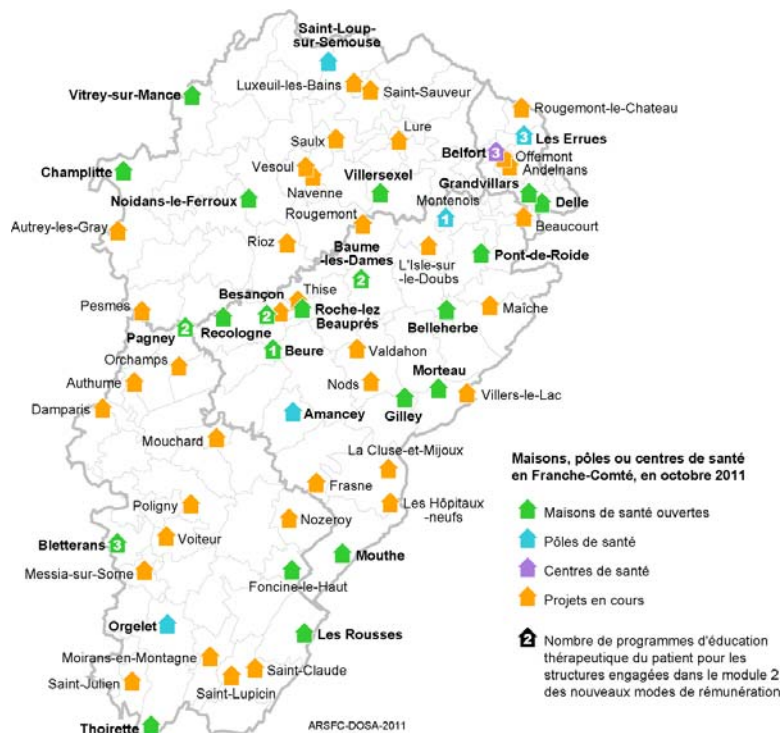 Saint-Loup-
sur-Semouse
Luxeuil-les-Bains
Saint-Sauveur
Vitrey-sur-Mance
Rougemont-le-Chateau
Lure
3
Les Errues
Saulx
Belfort
3
Offemont
Andelnans
Champlitte
Vesoul
Navenne
Villersexel
Grandvillars
Delle
Noidans-le-Ferroux
Montenois
1
Rougemont
Beaucourt
Autrey-les-Gray
Rioz
Baume
-les-Dames
2
L'Isle-sur
-le-Doubs
Pont-de-Roide
Besançon
2
Thise
Roche-lez
Beauprés
Pesmes
Maîche
Belleherbe
Pagney
2
Recologne
Beure
1
Valdahon
Orchamps
Morteau
Authume
Nods
Villers-le-Lac
Damparis
Gilley
Amancey
Mouchard
La Cluse-et-Mijoux
Frasne
Les Hôpitaux
-neufs
Poligny
Nozeroy
Bletterans
3
Voiteur
Mouthe
Messia-sur-Sorne
Foncine-le-Haut
Orgelet
Les Rousses
Moirans-en-Montagne
Saint-Claude
Saint-Julien
Saint-Lupicin
Thoirette
ARSFC-DOSA-2011
Maisons, pôles ou centres de santé
en Franche-Comté, en octobre 2011
Maisons de santé ouvertes
Pôles de santé
Centres de santé
Projets en cours
2
Nombre de programmes d'éducation
thérapeutique du patient pour les
structures engagées dans le module 2
des nouveaux modes de rémunération